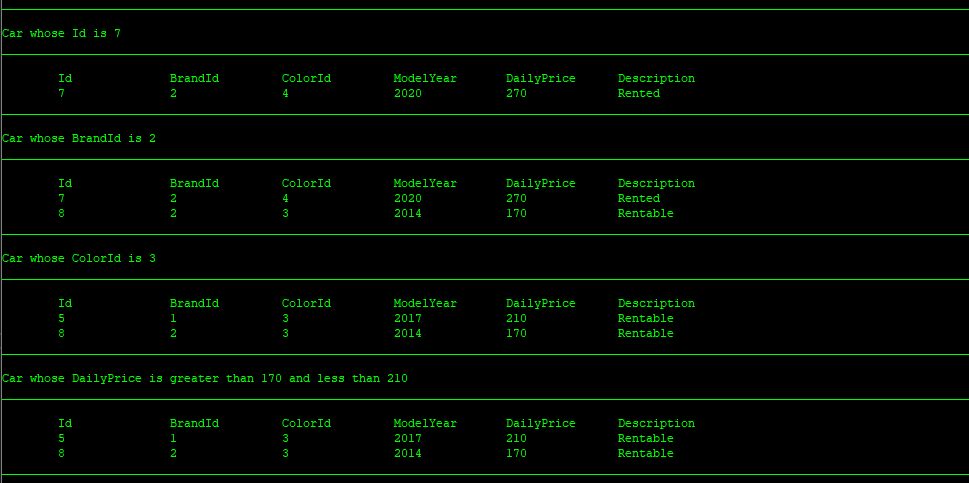 Car whose Id is 7
Id BrandId ColorId ModelYear DailyPrice Description
7 2 4 2020 270 Rented
Car whose BrandId is 2
Id BrandId ColorId ModelYear DailyPrice Description
7 2 4 2020 270 Rented
8 2 3 2014 170 Rentable
Car whose ColorId is 3
Id BrandId ColorId ModelYear DailyPrice Description
5 1 3 2017 210 Rentable
8 2 3 2014 170 Rentable
Car whose DailyPrice is greater than 170 and less than 210
Id BrandId ColorId ModelYear DailyPrice Description
5 1 3 2017 210 Rentable
8 2 3 2014 170 Rentable